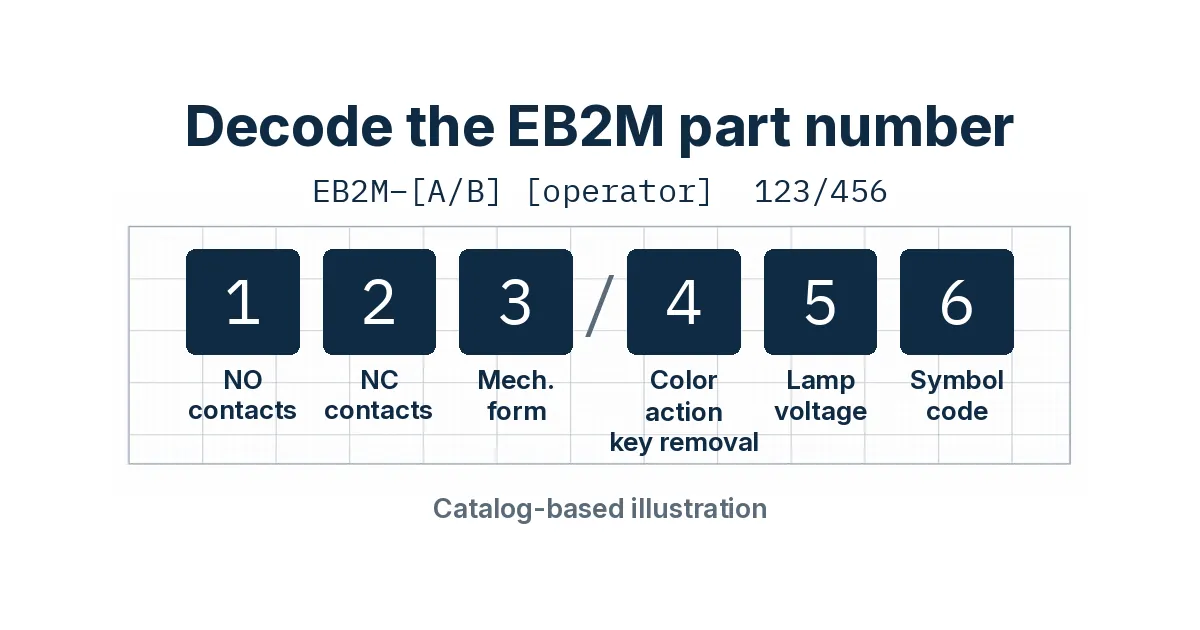 Decode the EB2M part number
EB2M–[A/B] [operator]  123/456
1 2 3 / 4 5 6
NO contacts
NC contacts
Mech. form
Color action key removal
Lamp voltage
Symbol code
Catalog-based illustration